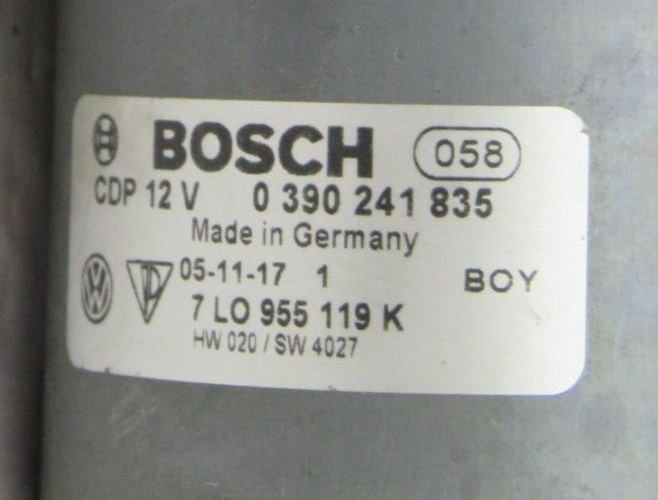 BOSCH 058
CDP 12 V 0 390 241 835
Made in Germany
05-11-17 1 BOY
7 LO 955 119 K
HW 020 / SW 4027